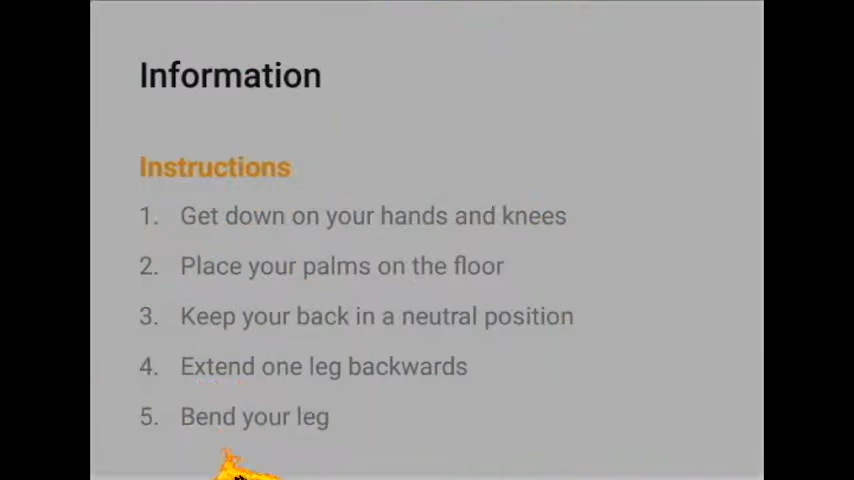 Information
Instructions
1. Get down on your hands and knees
2. Place your palms on the floor
3. Keep your back in a neutral position
4. Extend one leg backwards
5. Bend your leg